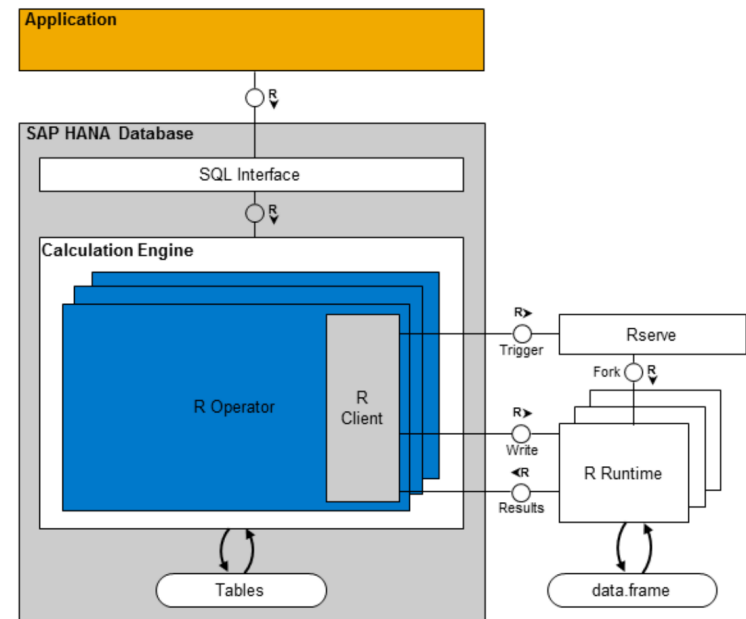 Application
R
SAP HANA Database
SQL Interface
R
Calculation Engine
R Operator
R
Client
R
Trigger
Rserve
Fork
R
R
Write
R Runtime
R
Results
Tables
data.frame